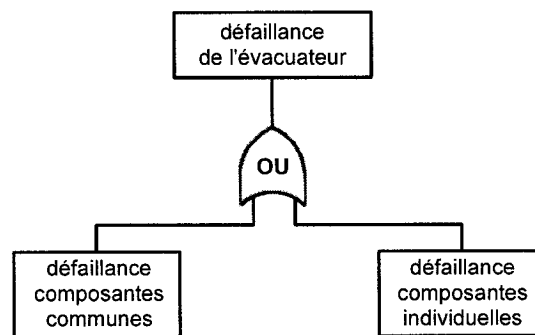 défaillance
de l'évacuateur
OU
défaillance
composantes
communes
défaillance
composantes
individuelles